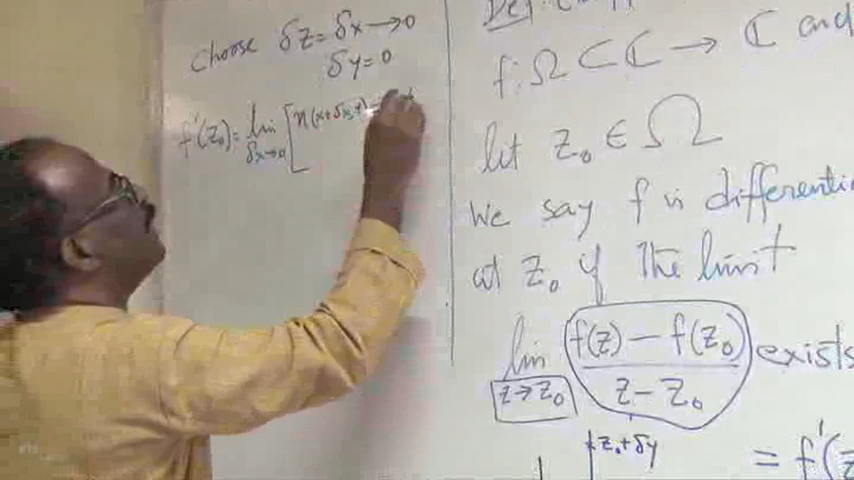 Choose δz = δx → 0
δy = 0
f'(z₀) = lim [ u(x+δx, y) –
δx→0
f: Ω ⊂ ℂ → ℂ and
let z₀ ∈ Ω
We say f is
at z₀ if the limit
lim f(z) – f(z₀) / z – z₀ exists
z→z₀
z₀+δy
= f'(